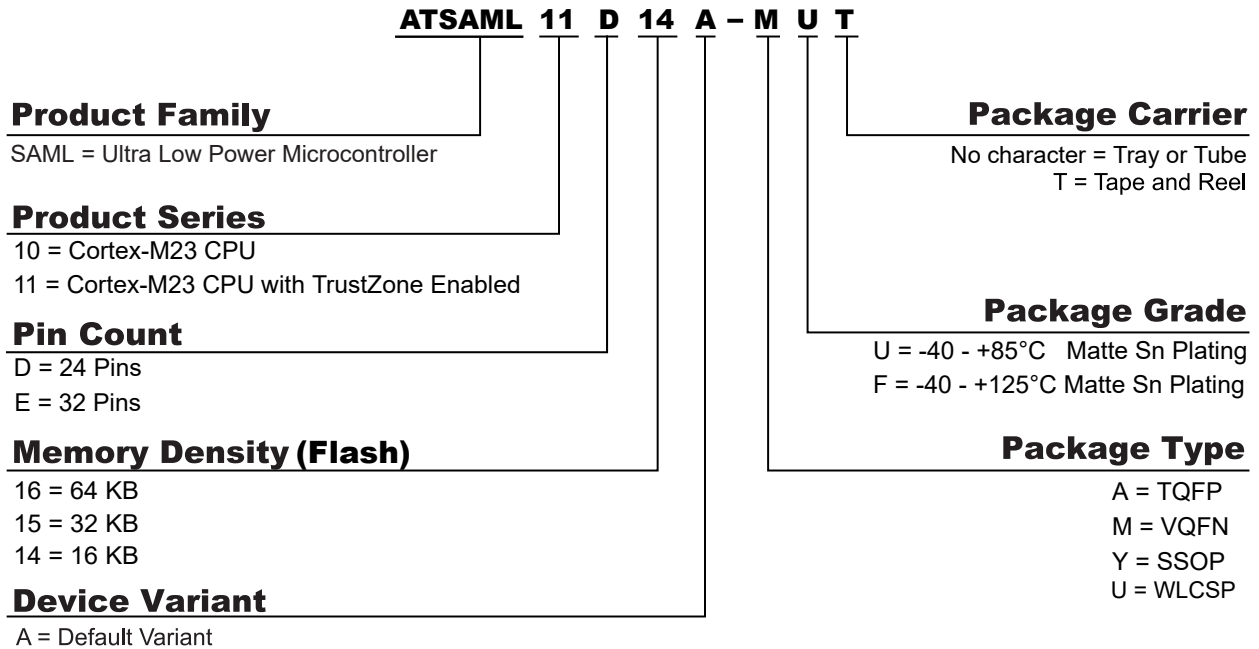 ATSAML 11 D 14 A – M U T
Product Family
SAML = Ultra Low Power Microcontroller
Product Series
10 = Cortex-M23 CPU
11 = Cortex-M23 CPU with TrustZone Enabled
Pin Count
D = 24 Pins
E = 32 Pins
Memory Density (Flash)
16 = 64 KB
15 = 32 KB
14 = 16 KB
Device Variant
A = Default Variant
Package Carrier
No character = Tray or Tube
T = Tape and Reel
Package Grade
U = -40 - +85°C Matte Sn Plating
F = -40 - +125°C Matte Sn Plating
Package Type
A = TQFP
M = VQFN
Y = SSOP
U = WLCSP